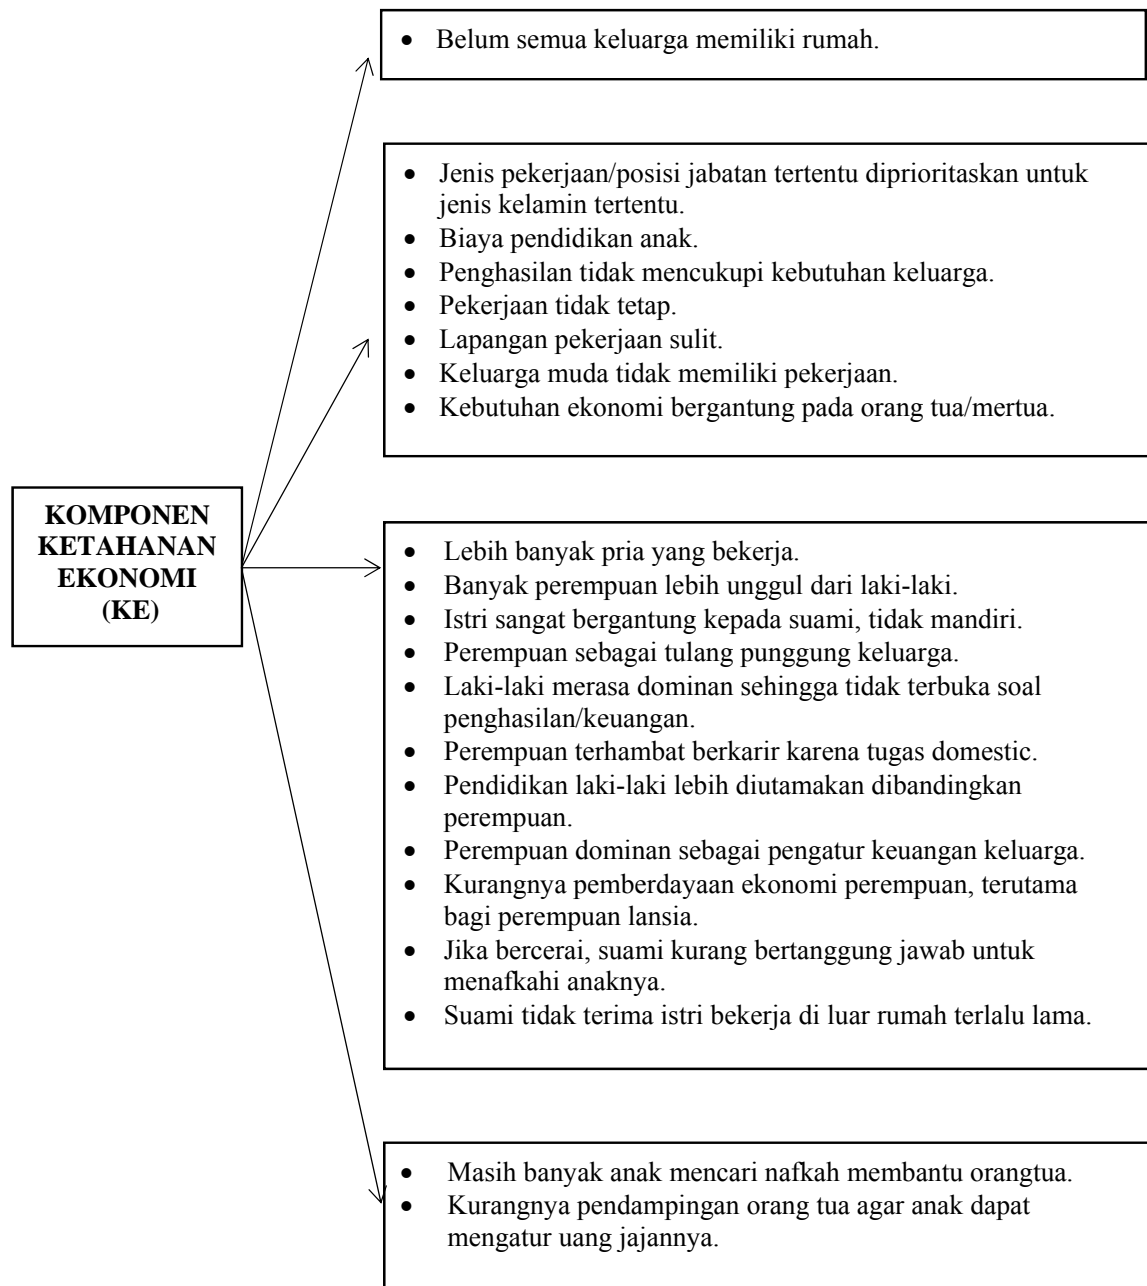 • Belum semua keluarga memiliki rumah.
• Jenis pekerjaan/posisi jabatan tertentu diprioritaskan untuk
jenis kelamin tertentu.
• Biaya pendidikan anak.
• Penghasilan tidak mencukupi kebutuhan keluarga.
• Pekerjaan tidak tetap.
• Lapangan pekerjaan sulit.
• Keluarga muda tidak memiliki pekerjaan.
• Kebutuhan ekonomi bergantung pada orang tua/mertua.
KOMPONEN
KETAHANAN
EKONOMI
(KE)
• Lebih banyak pria yang bekerja.
• Banyak perempuan lebih unggul dari laki-laki.
• Istri sangat bergantung kepada suami, tidak mandiri.
• Perempuan sebagai tulang punggung keluarga.
• Laki-laki merasa dominan sehingga tidak terbuka soal
penghasilan/keuangan.
• Perempuan terhambat berkarir karena tugas domestic.
• Pendidikan laki-laki lebih diutamakan dibandingkan
perempuan.
• Perempuan dominan sebagai pengatur keuangan keluarga.
• Kurangnya pemberdayaan ekonomi perempuan, terutama
bagi perempuan lansia.
• Jika bercerai, suami kurang bertanggung jawab untuk
menafkahi anaknya.
• Suami tidak terima istri bekerja di luar rumah terlalu lama.
• Masih banyak anak mencari nafkah membantu orangtua.
• Kurangnya pendampingan orang tua agar anak dapat
mengatur uang jajannya.